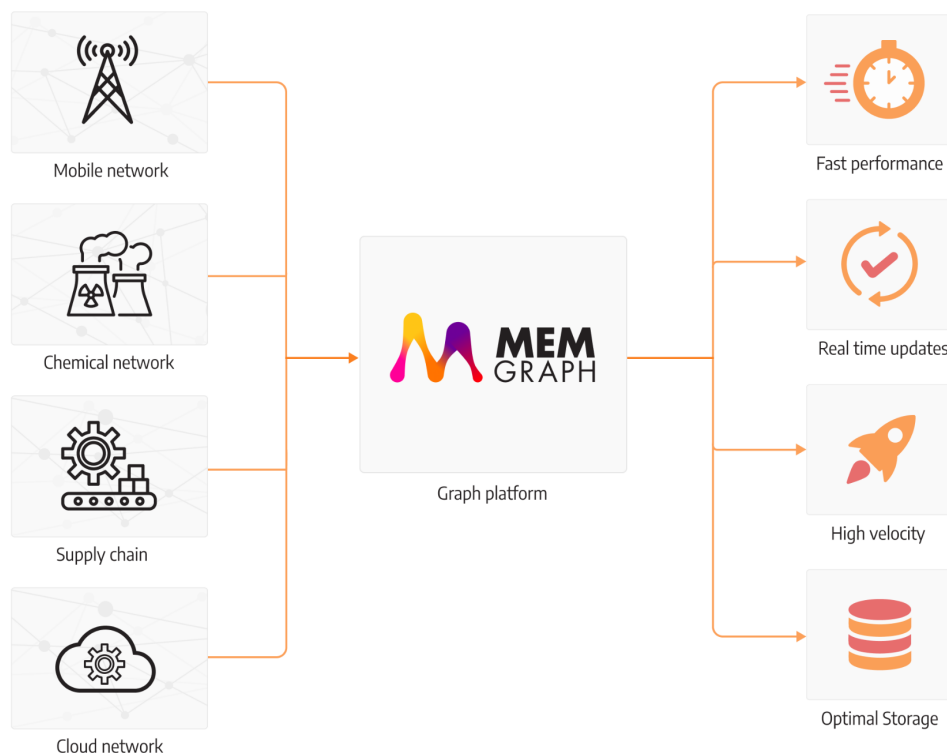 Mobile network
Chemical network
Supply chain
Cloud network
MEM
GRAPH
Graph platform
Fast performance
Real time updates
High velocity
Optimal Storage